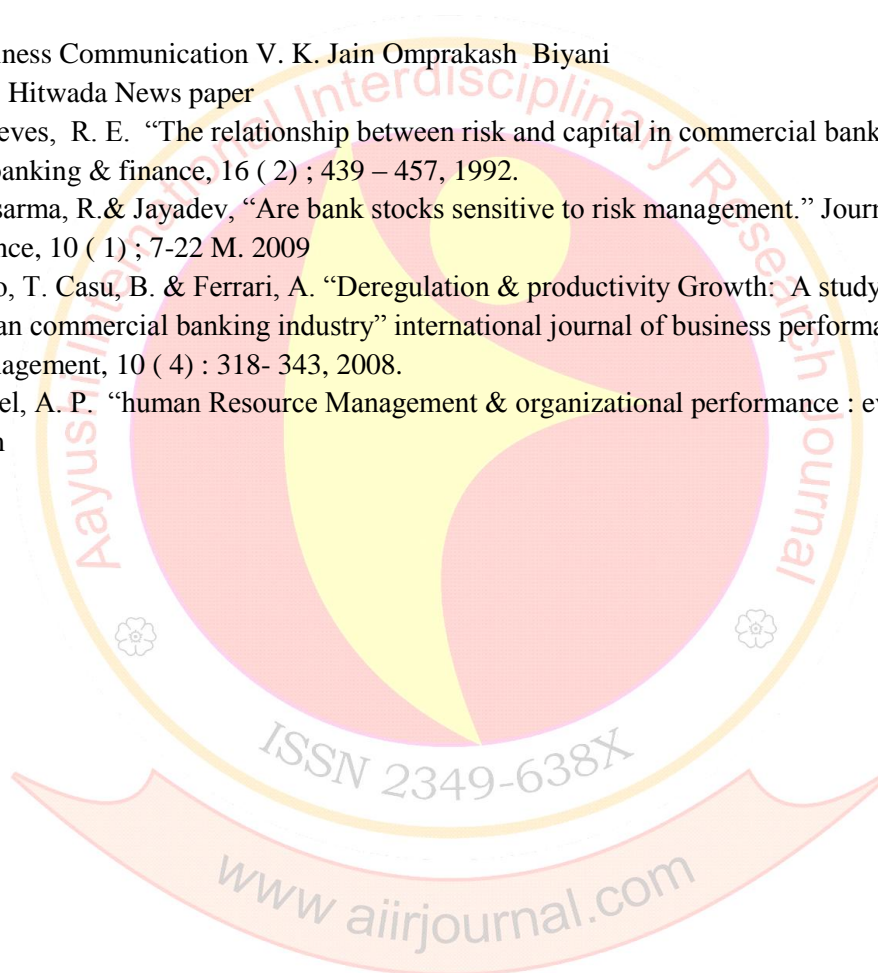 iness Communication V. K. Jain Omprakash Biyani
Hitwada News paper
eves, R. E. “The relationship between risk and capital in commercial bank
banking & finance, 16 ( 2) ; 439 – 457, 1992.
sarma, R.& Jayadev, “Are bank stocks sensitive to risk management.” Journ
nce, 10 ( 1) ; 7-22 M. 2009
o, T. Casu, B. & Ferrari, A. “Deregulation & productivity Growth: A study
an commercial banking industry” international journal of business performa
nagement, 10 ( 4) : 318- 343, 2008.
el, A. P. “human Resource Management & organizational performance : ev
Aayushi International Interdisciplinary Research Journal
ISSN 2349-638X
www aiirjournal.com